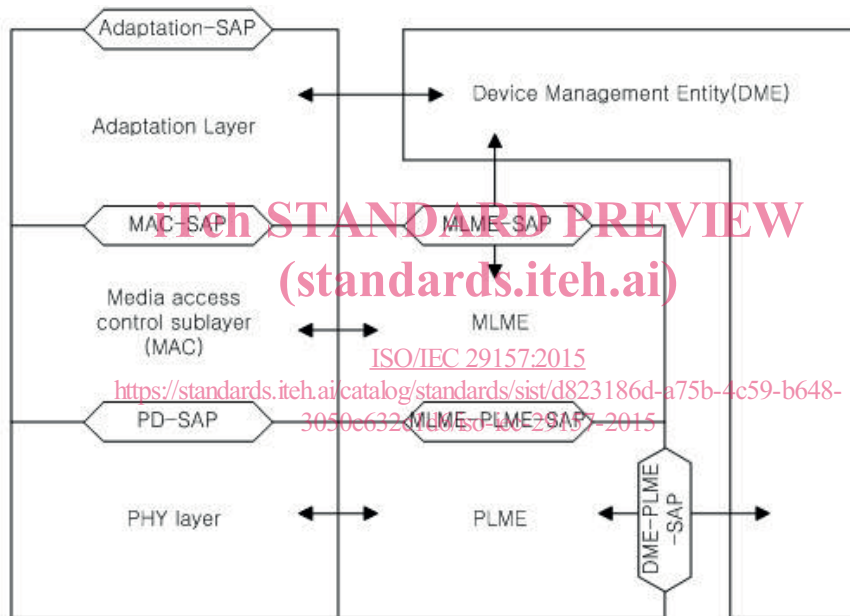 Adaptation-SAP
Device Management Entity(DME)
Adaptation Layer
MAC-SAP
MLME-SAP
iTeh STANDARD PREVIEW
(standards.iteh.ai)
Media access
control sublayer
(MAC)
MLME
ISO/IEC 29157:2015
https://standards.iteh.ai/catalog/standards/sist/d823186d-a75b-4c59-b648-
PD-SAP
MLME-PLME-SAP
PHY layer
PLME
DME-PLME
-SAP